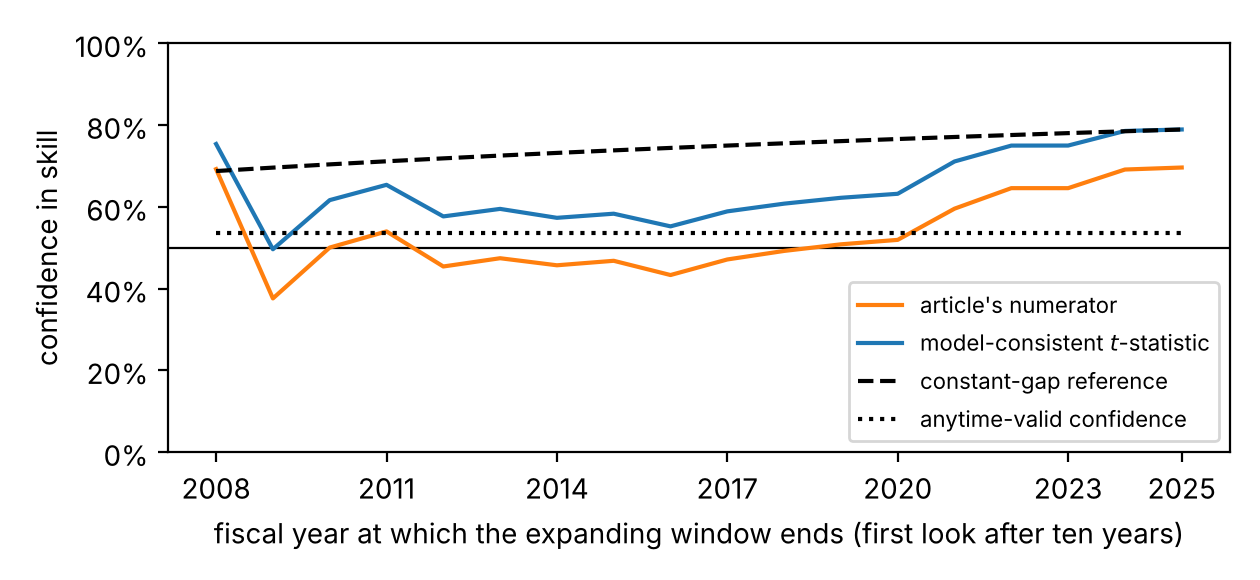 100%
80%
60%
40%
20%
0%
confidence in skill
2008 2011 2014 2017 2020 2023 2025
fiscal year at which the expanding window ends (first look after ten years)
article's numerator
model-consistent t-statistic
constant-gap reference
anytime-valid confidence